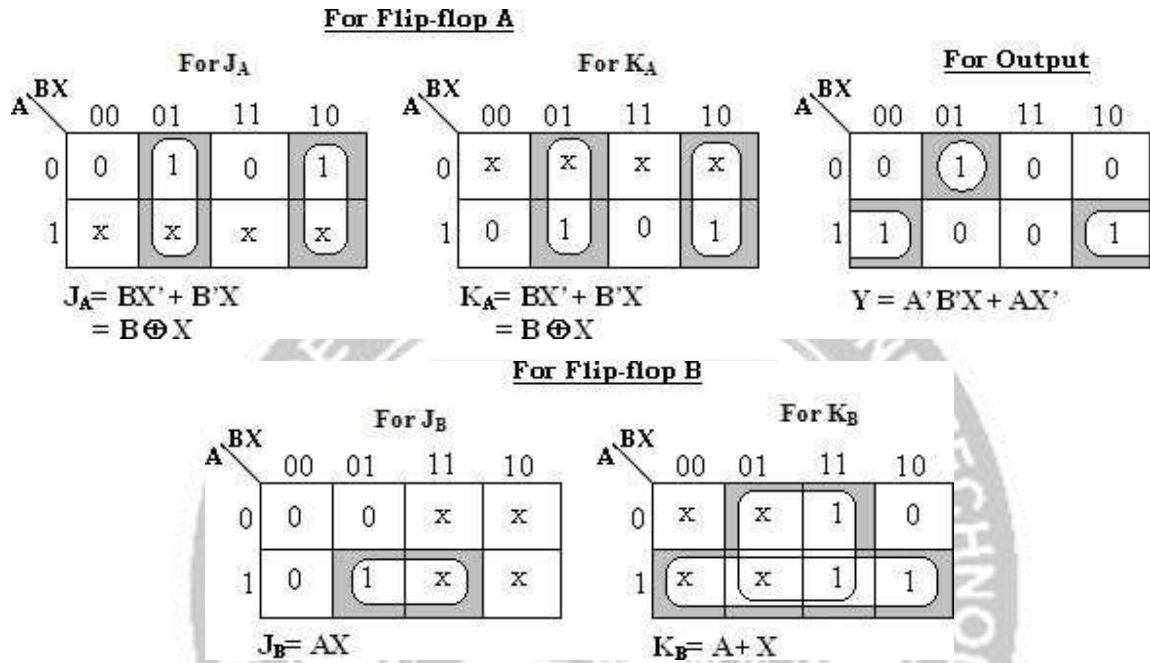 For Flip-flop A
For J_A For K_A For Output
A BX 00 01 11 10 A BX 00 01 11 10 A BX 00 01 11 10
0 0 1 0 1 0 x x x x 0 0 1 0 0
1 x x x x 1 0 1 0 1 1 1 0 0 1
J_A= BX' + B'X K_A= BX' + B'X Y = A'B'X + AX'
= B⊕X = B⊕X
For Flip-flop B
For J_B For K_B
A BX 00 01 11 10 A BX 00 01 11 10
0 0 0 x x 0 x x 1 0
1 0 1 x x 1 x x 1 1
J_B= AX K_B= A+ X